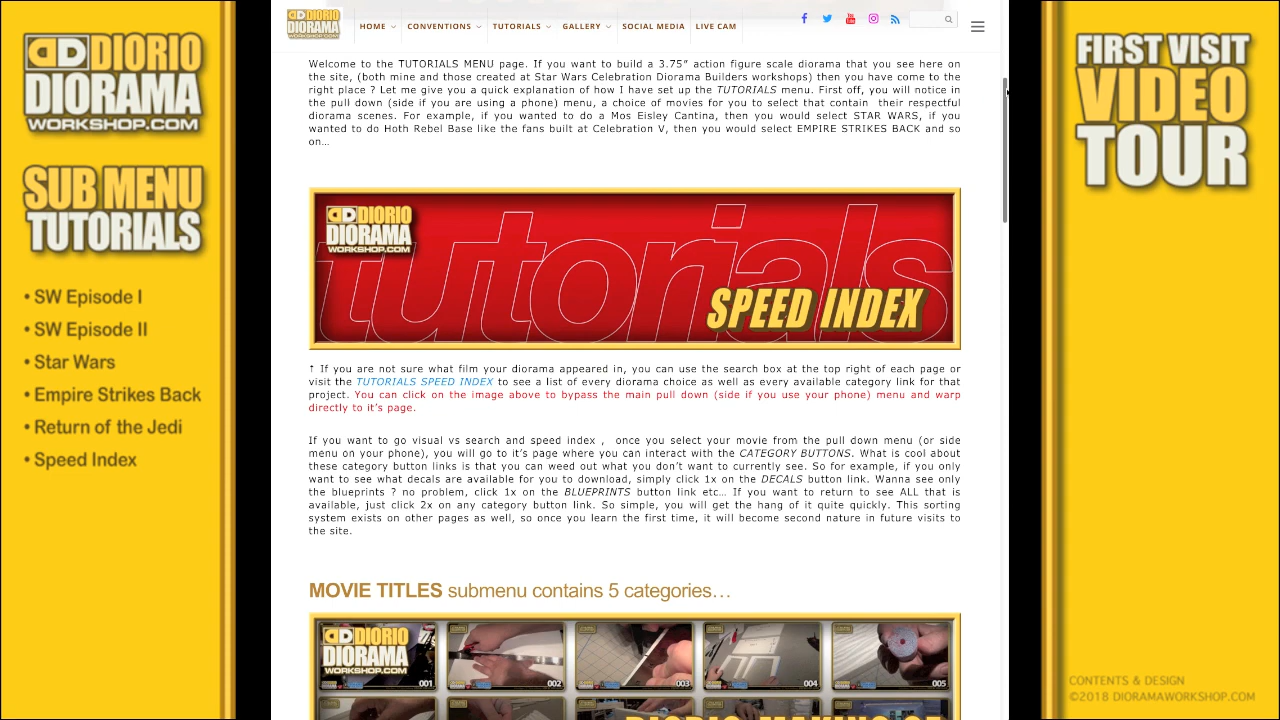 DIORIO
DIORAMA
WORKSHOP.COM
SUB MENU
TUTORIALS
• SW Episode I
• SW Episode II
• Star Wars
• Empire Strikes Back
• Return of the Jedi
• Speed Index
DIORIO
DIORAMA
WORKSHOP.COM
HOME CONVENTIONS TUTORIALS GALLERY SOCIAL MEDIA LIVE CAM
Welcome to the TUTORIALS MENU page. If you want to build a 3.75” action figure scale diorama that you see here on
the site, (both mine and those created at Star Wars Celebration Diorama Builders workshops) then you have come to the
right place ? Let me give you a quick explanation of how I have set up the TUTORIALS menu. First off, you will notice in
the pull down (side if you are using a phone) menu, a choice of movies for you to select that contain their respectful
diorama scenes. For example, if you wanted to do a Mos Eisley Cantina, then you would select STAR WARS, if you
wanted to do Hoth Rebel Base like the fans built at Celebration V, then you would select EMPIRE STRIKES BACK and so
on…
DIORIO
DIORAMA
WORKSHOP.COM
tutorials
SPEED INDEX
↑ If you are not sure what film your diorama appeared in, you can use the search box at the top right of each page or
visit the TUTORIALS SPEED INDEX to see a list of every diorama choice as well as every available category link for that
project. You can click on the image above to bypass the main pull down (side if you use your phone) menu and warp
directly to it’s page.
If you want to go visual vs search and speed index , once you select your movie from the pull down menu (or side
menu on your phone), you will go to it’s page where you can interact with the CATEGORY BUTTONS. What is cool about
these category button links is that you can weed out what you don’t want to currently see. So for example, if you only
want to see what decals are available for you to download, simply click 1x on the DECALS button link. Wanna see only
the blueprints ? no problem, click 1x on the BLUEPRINTS button link etc… If you want to return to see ALL that is
available, just click 2x on any category button link. So simple, you will get the hang of it quite quickly. This sorting
system exists on other pages as well, so once you learn the first time, it will become second nature in future visits to
the site.
MOVIE TITLES submenu contains 5 categories…
DIORIO
DIORAMA
WORKSHOP.COM
001 002 003 004 005
FIRST VISIT
VIDEO
TOUR
CONTENTS & DESIGN
©2018 DIORAMAWORKSHOP.COM